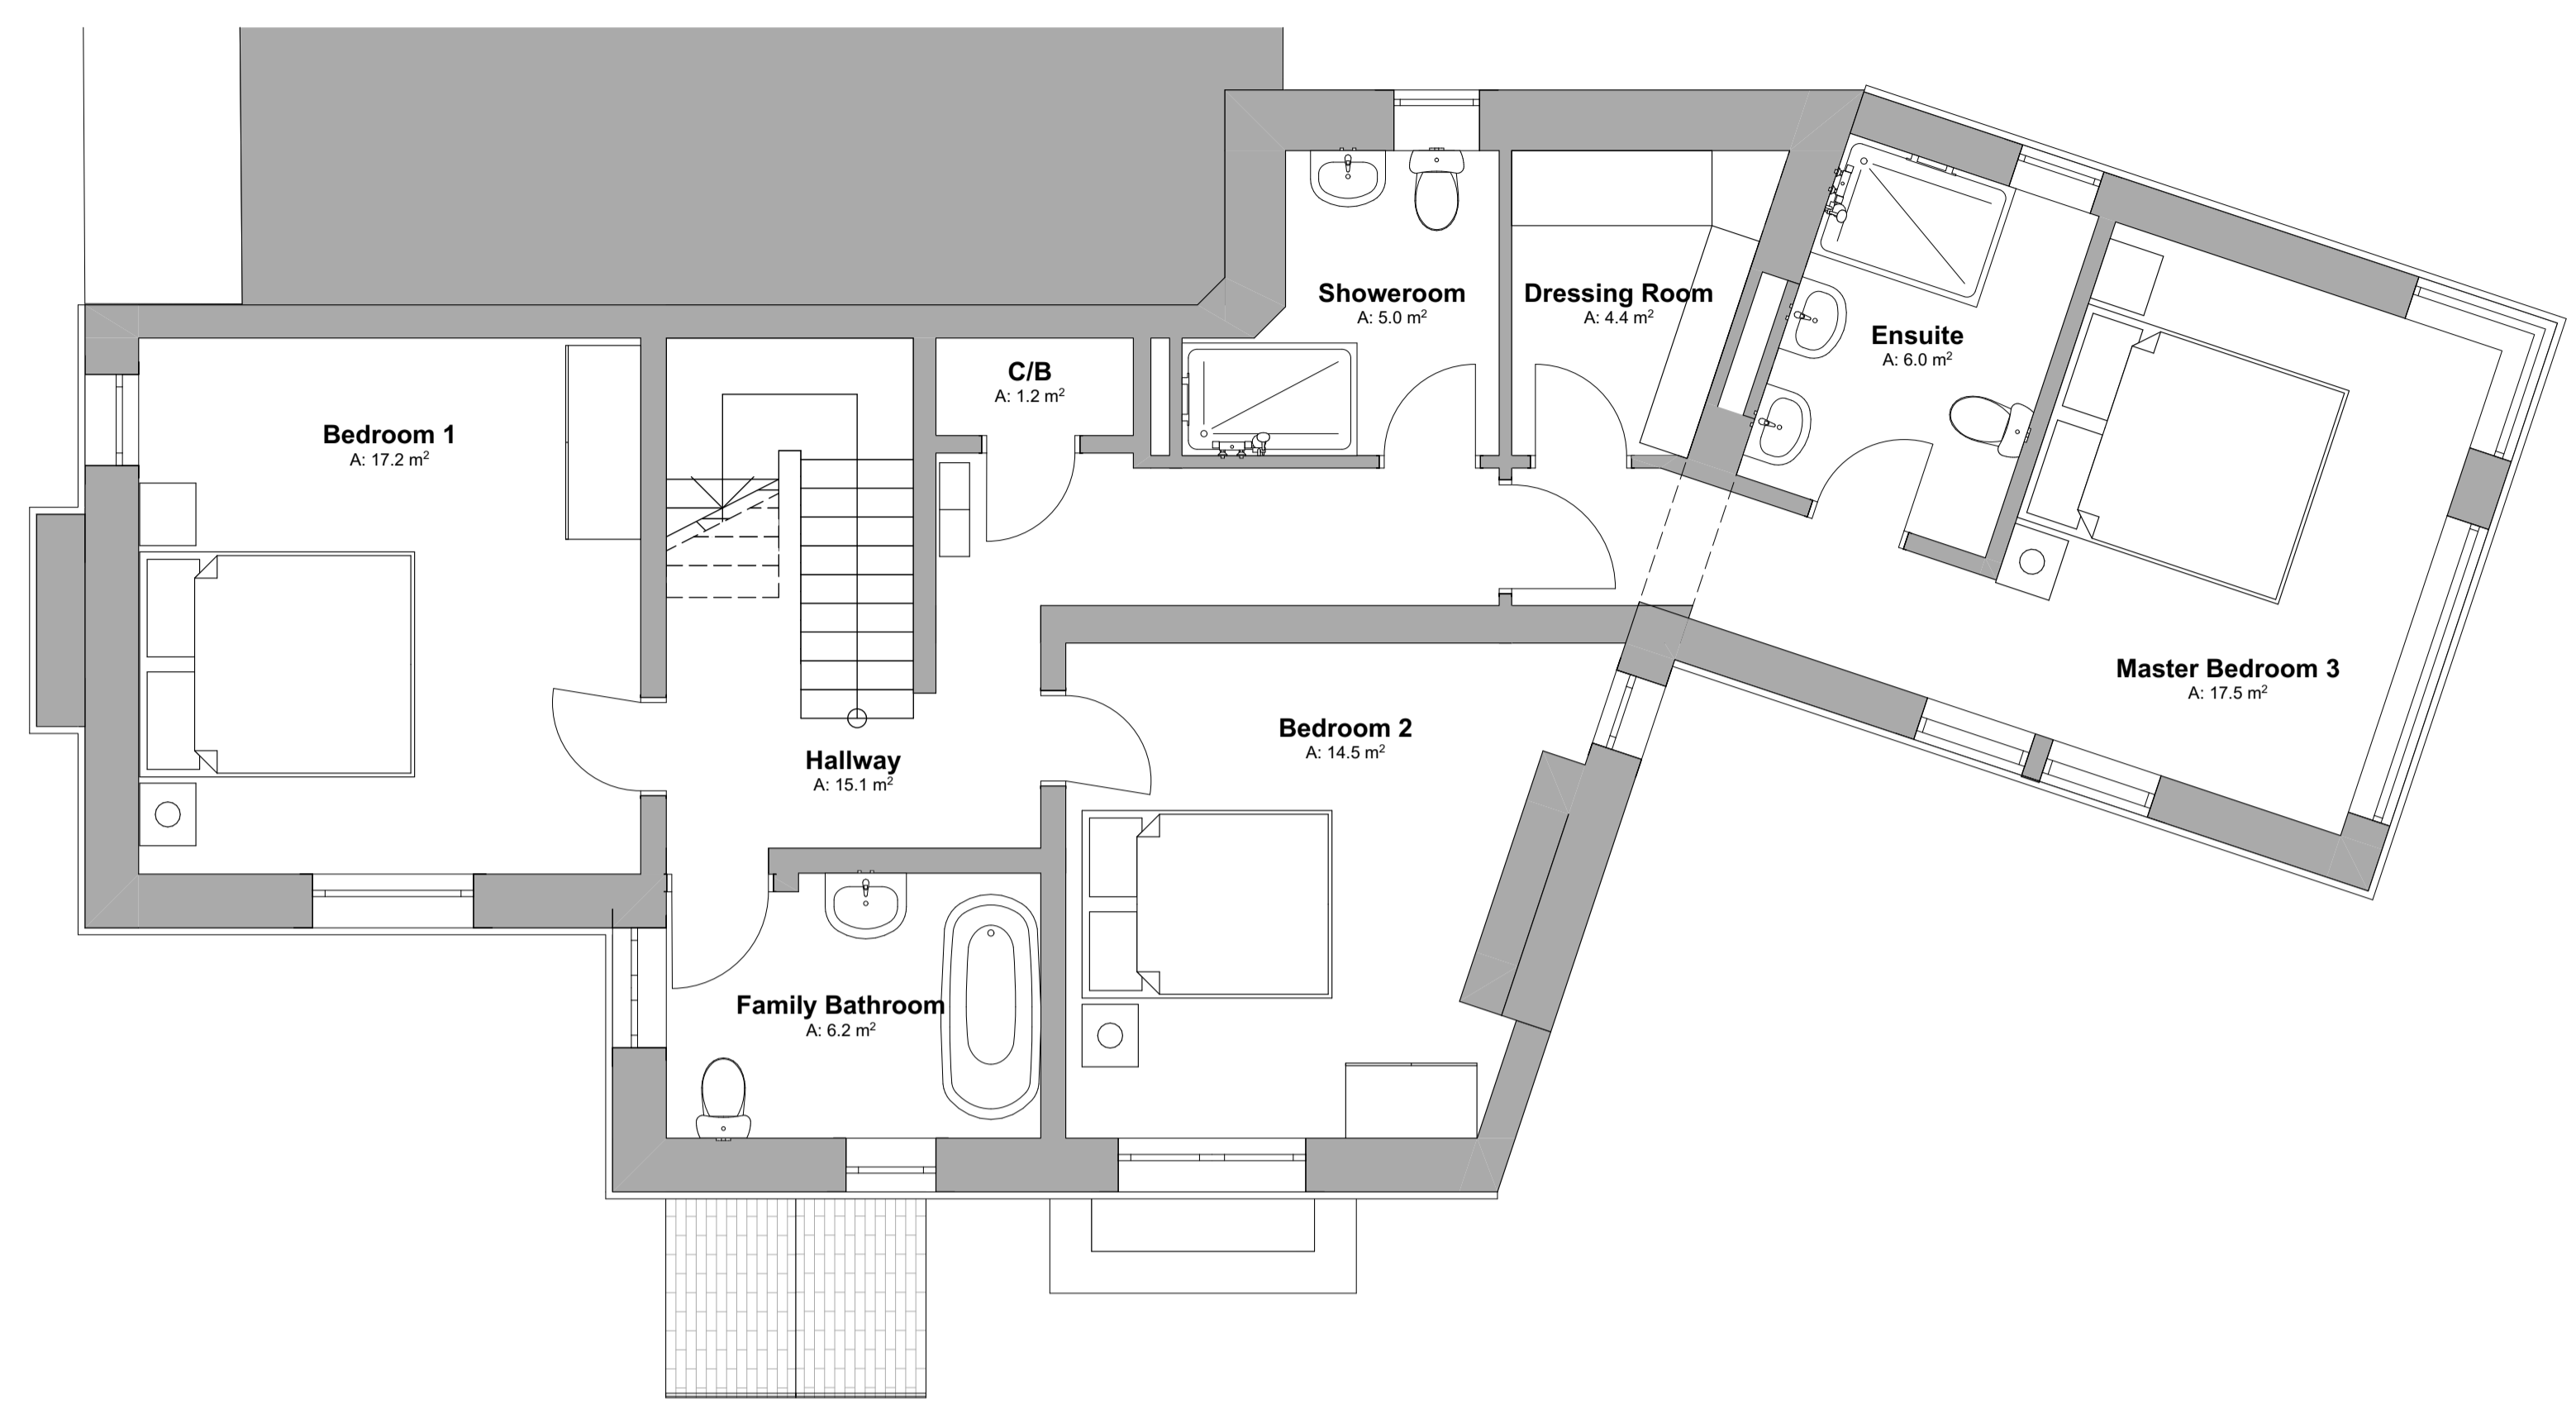 Showeroom
A: 5.0 m²
Dressing Room
A: 4.4 m²
Ensuite
A: 6.0 m²
C/B
A: 1.2 m²
Bedroom 1
A: 17.2 m²
Master Bedroom 3
A: 17.5 m²
Bedroom 2
A: 14.5 m²
Hallway
A: 15.1 m²
Family Bathroom
A: 6.2 m²